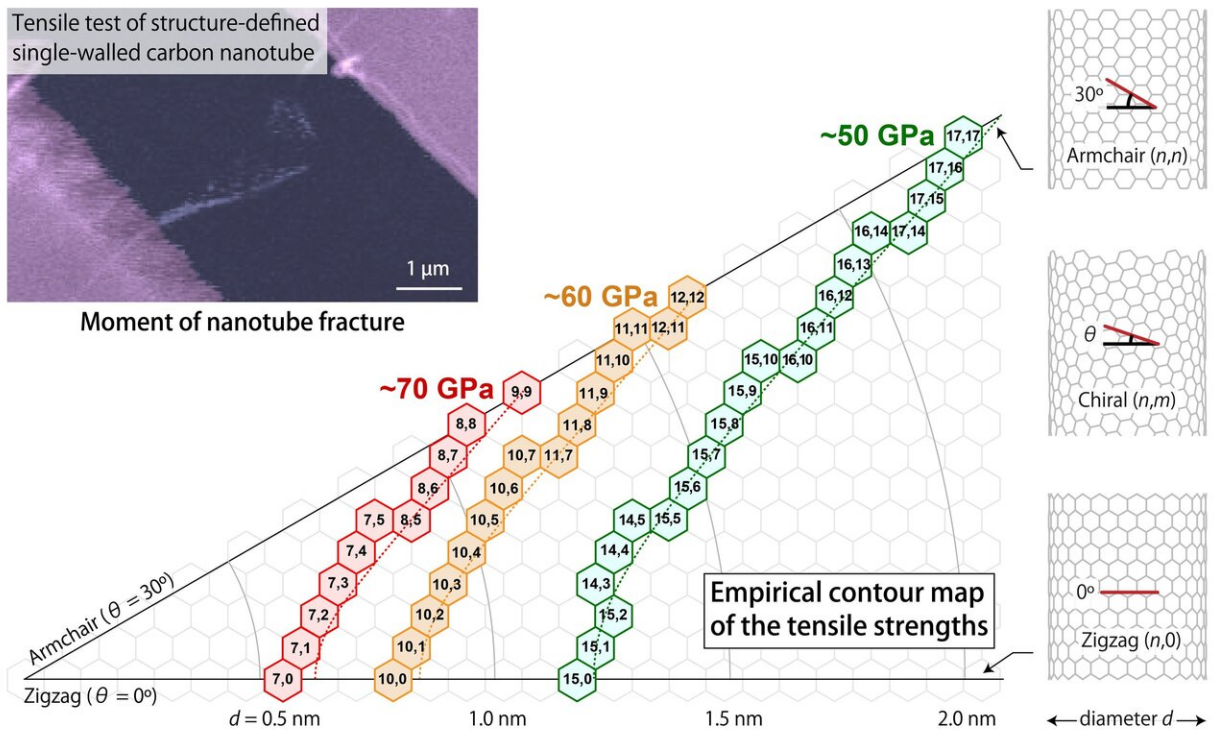 Tensile test of structure-defined
single-walled carbon nanotube
1 μm
Moment of nanotube fracture
~50 GPa
~60 GPa
~70 GPa
17,17
17,16
17,15
16,14
17,14
16,13
12,12
16,12
11,11
12,11
16,11
11,10
15,10
16,10
9,9
11,9
15,9
8,8
11,8
15,8
8,7
10,7
11,7
15,7
8,6
10,6
15,6
7,5
8,5
10,5
14,5
15,5
7,4
10,4
14,4
7,3
10,3
14,3
7,2
10,2
15,2
7,1
10,1
15,1
7,0
10,0
15,0
Armchair (θ = 30º)
Zigzag (θ = 0º)
d = 0.5 nm
1.0 nm
1.5 nm
2.0 nm
Empirical contour map
of the tensile strengths
30º
Armchair (n,n)
θ
Chiral (n,m)
0º
Zigzag (n,0)
diameter d